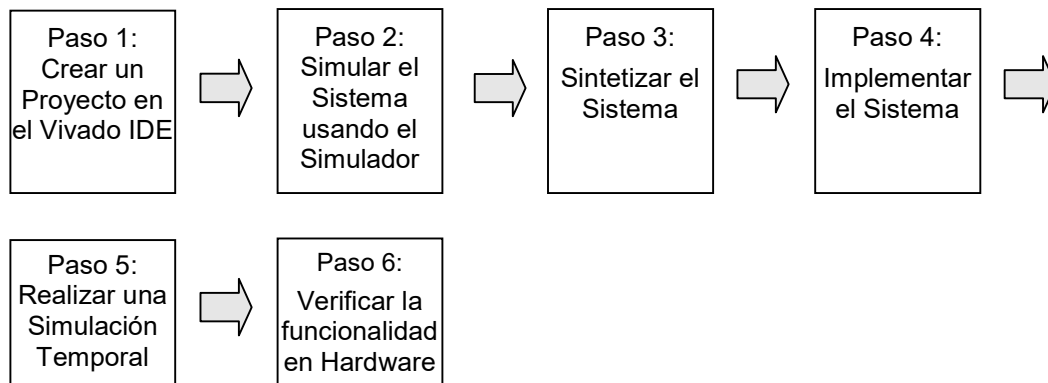 Paso 1:
Crear un
Proyecto en
el Vivado IDE
Paso 2:
Simular el
Sistema
usando el
Simulador
Paso 3:
Sintetizar el
Sistema
Paso 4:
Implementar
el Sistema
Paso 5:
Realizar una
Simulación
Temporal
Paso 6:
Verificar la
funcionalidad
en Hardware